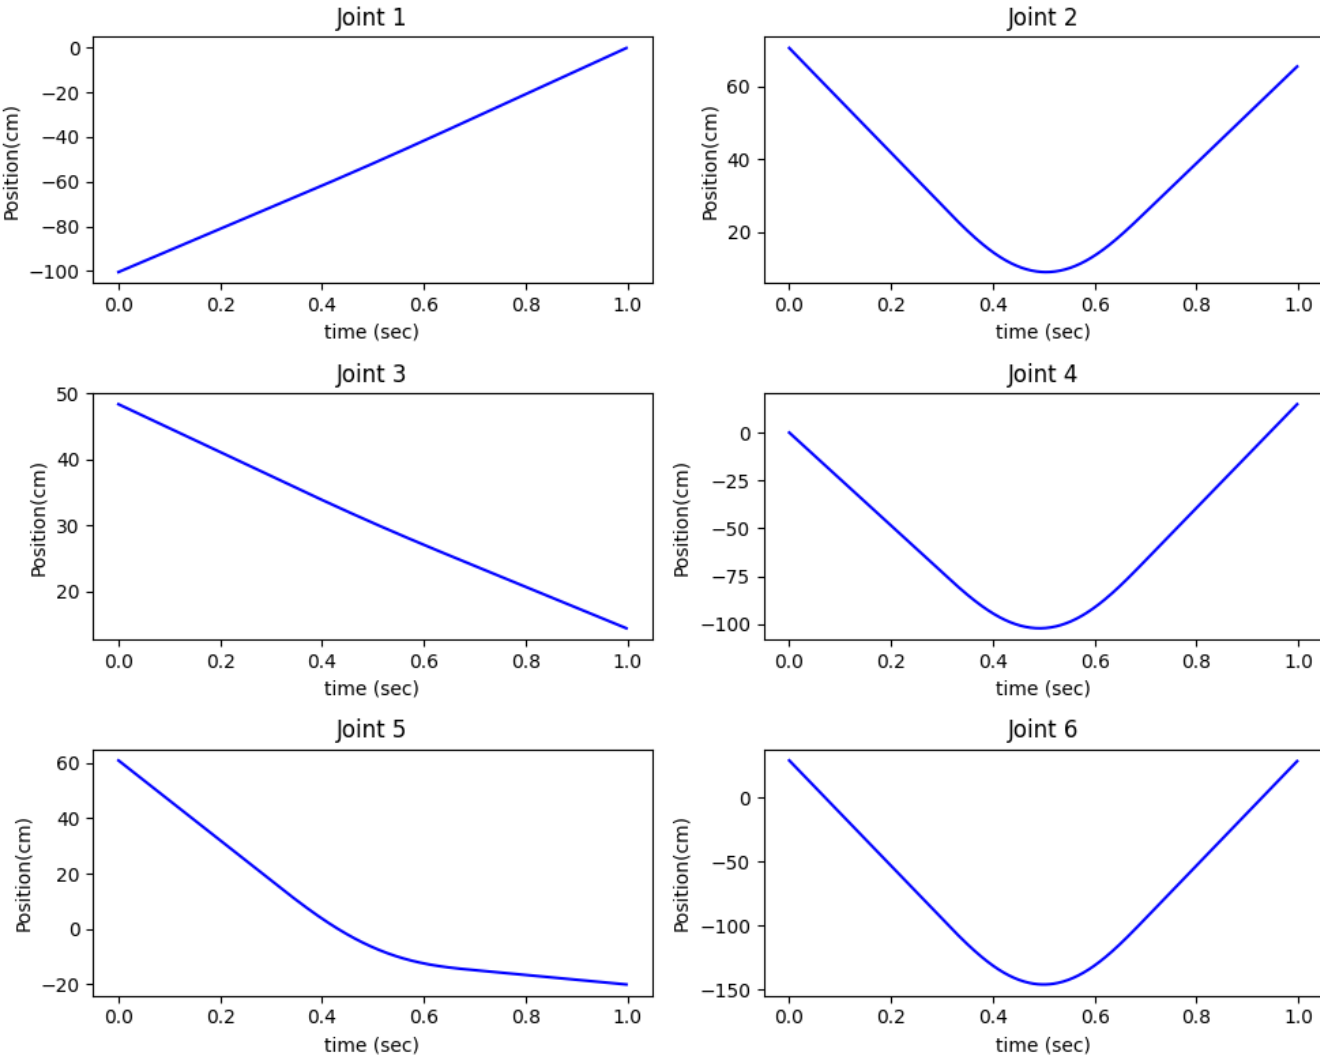 Joint 1
Position(cm)
0
−20
−40
−60
−80
−100
0.0 0.2 0.4 0.6 0.8 1.0
time (sec)
Joint 2
Position(cm)
60
40
20
0.0 0.2 0.4 0.6 0.8 1.0
time (sec)
Joint 3
Position(cm)
50
40
30
20
0.0 0.2 0.4 0.6 0.8 1.0
time (sec)
Joint 4
Position(cm)
0
−25
−50
−75
−100
0.0 0.2 0.4 0.6 0.8 1.0
time (sec)
Joint 5
Position(cm)
60
40
20
0
−20
0.0 0.2 0.4 0.6 0.8 1.0
time (sec)
Joint 6
Position(cm)
0
−50
−100
−150
0.0 0.2 0.4 0.6 0.8 1.0
time (sec)